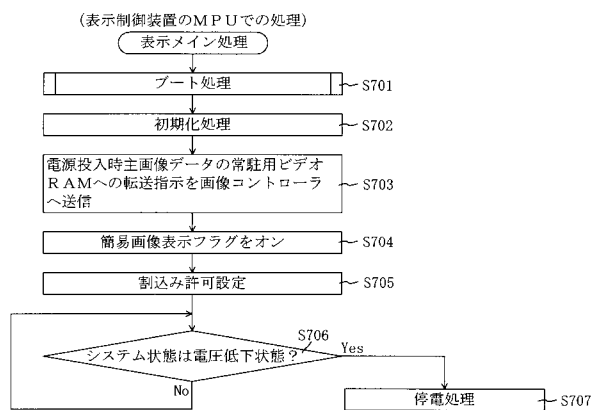 (表示制御装置のMPUでの処理)
表示メイン処理
ブート処理
S701
初期化処理
S702
電源投入時主画像データの常駐用ビデオ
RAMへの転送指示を画像コントローラ
へ送信
S703
簡易画像表示フラグをオン
S704
割込み許可設定
S705
S706
システム状態は電圧低下状態?
Yes
No
停電処理
S707